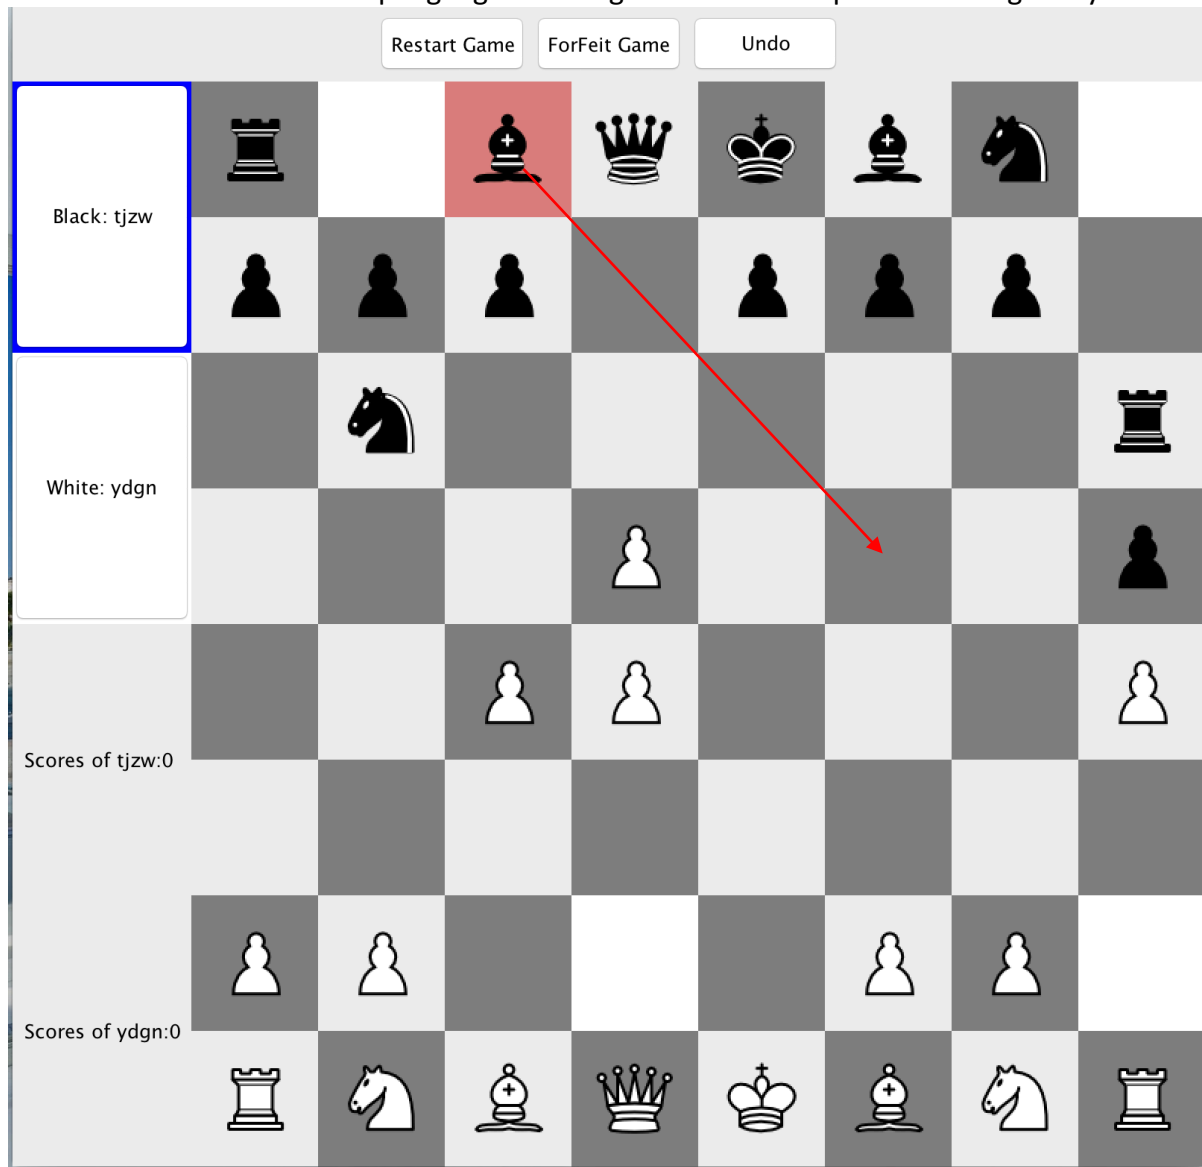 Restart Game
ForFeit Game
Undo
Black: tjzw
White: ydgn
Scores of tjzw:0
Scores of ydgn:0